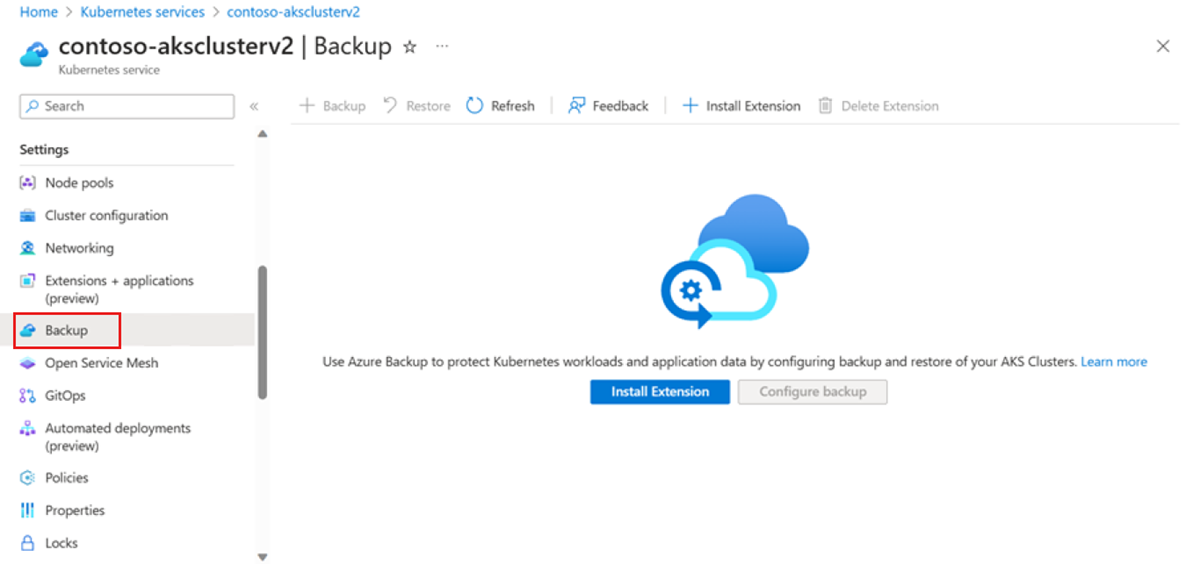 Home > Kubernetes services > contoso-aksclusterv2
contoso-aksclusterv2 | Backup ☆ ...
Kubernetes service
Search
Backup Restore Refresh Feedback Install Extension Delete Extension
Settings
Node pools
Cluster configuration
Networking
Extensions + applications
(preview)
Backup
Open Service Mesh
GitOps
Automated deployments
(preview)
Policies
Properties
Locks
Use Azure Backup to protect Kubernetes workloads and application data by configuring backup and restore of your AKS Clusters. Learn more
Install Extension Configure backup